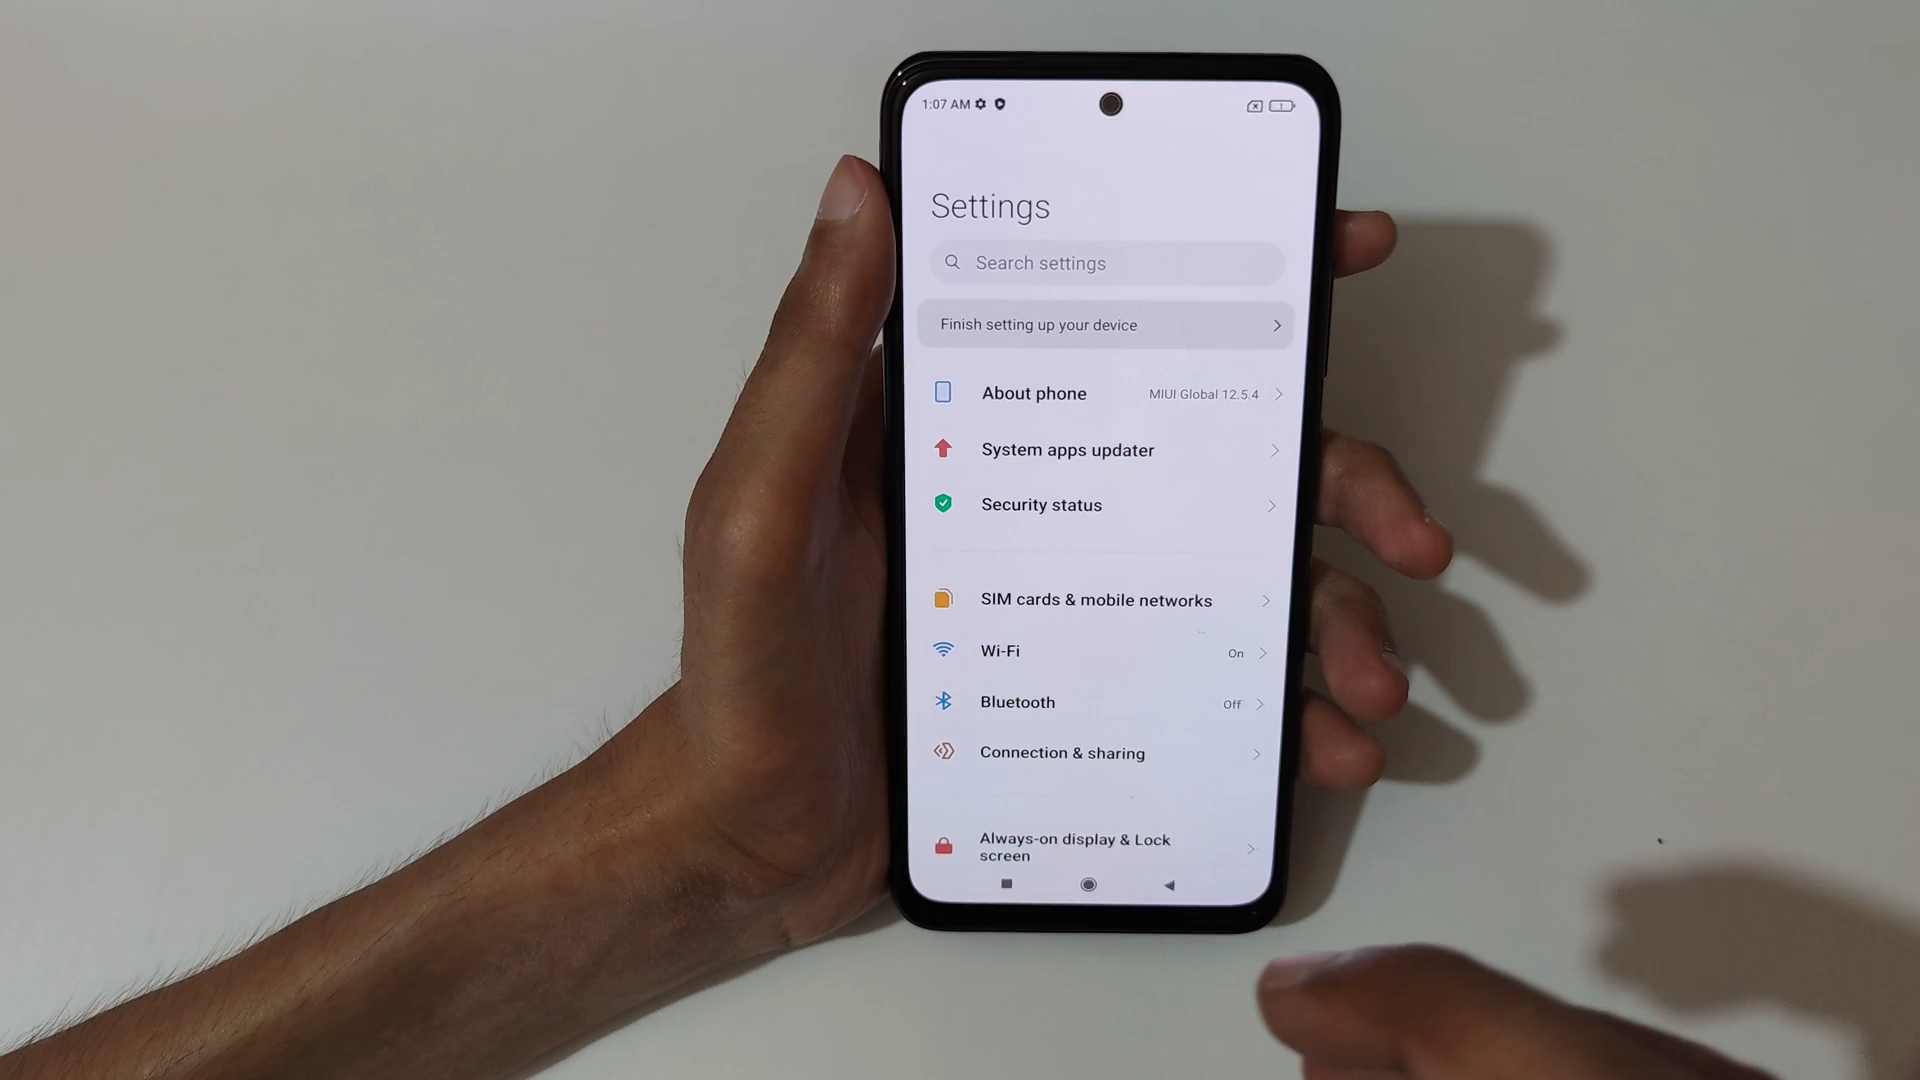 1:07 AM
1
Settings
Search settings
Finish setting up your device
About phone MIUI Global 12.5.4
System apps updater
Security status
SIM cards & mobile networks
Wi-Fi On
Bluetooth Off
Connection & sharing
Always-on display & Lock
screen